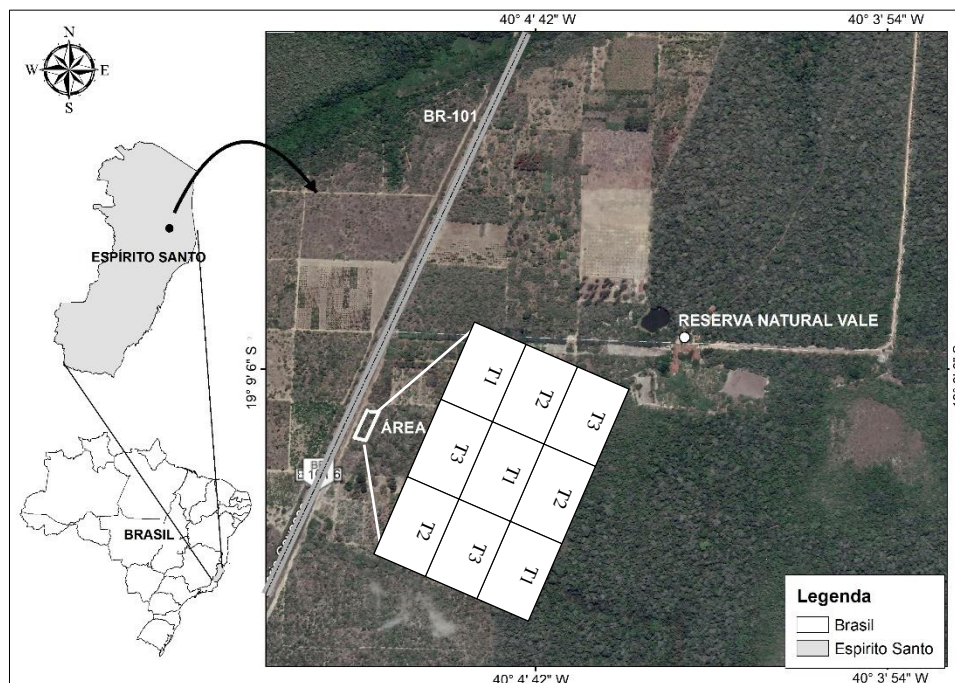 40° 4' 42" W
40° 3' 54" W
N
W
E
S
BR-101
ESPÍRITO SANTO
RESERVA NATURAL VALE
19° 9' 6" S
T1
T2
T3
ÁREA
T3
T1
T2
T2
T3
T1
BRASIL
Legenda
Brasil
Espirito Santo
40° 4' 42" W
40° 3' 54" W